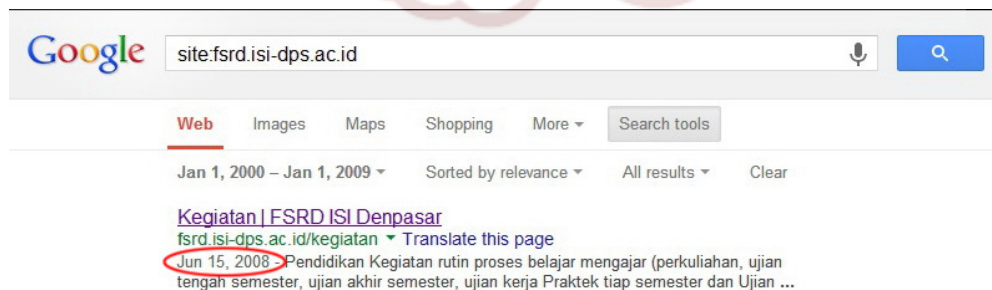 Google site:fsrd.isi-dps.ac.id
Web Images Maps Shopping More Search tools
Jan 1, 2000 – Jan 1, 2009 Sorted by relevance All results Clear
Kegiatan | FSRD ISI Denpasar
fsrd.isi-dps.ac.id/kegiatan Translate this page
Jun 15, 2008 - Pendidikan Kegiatan rutin proses belajar mengajar (perkuliahan, ujian
tengah semester, ujian akhir semester, ujian kerja Praktek tiap semester dan Ujian ...